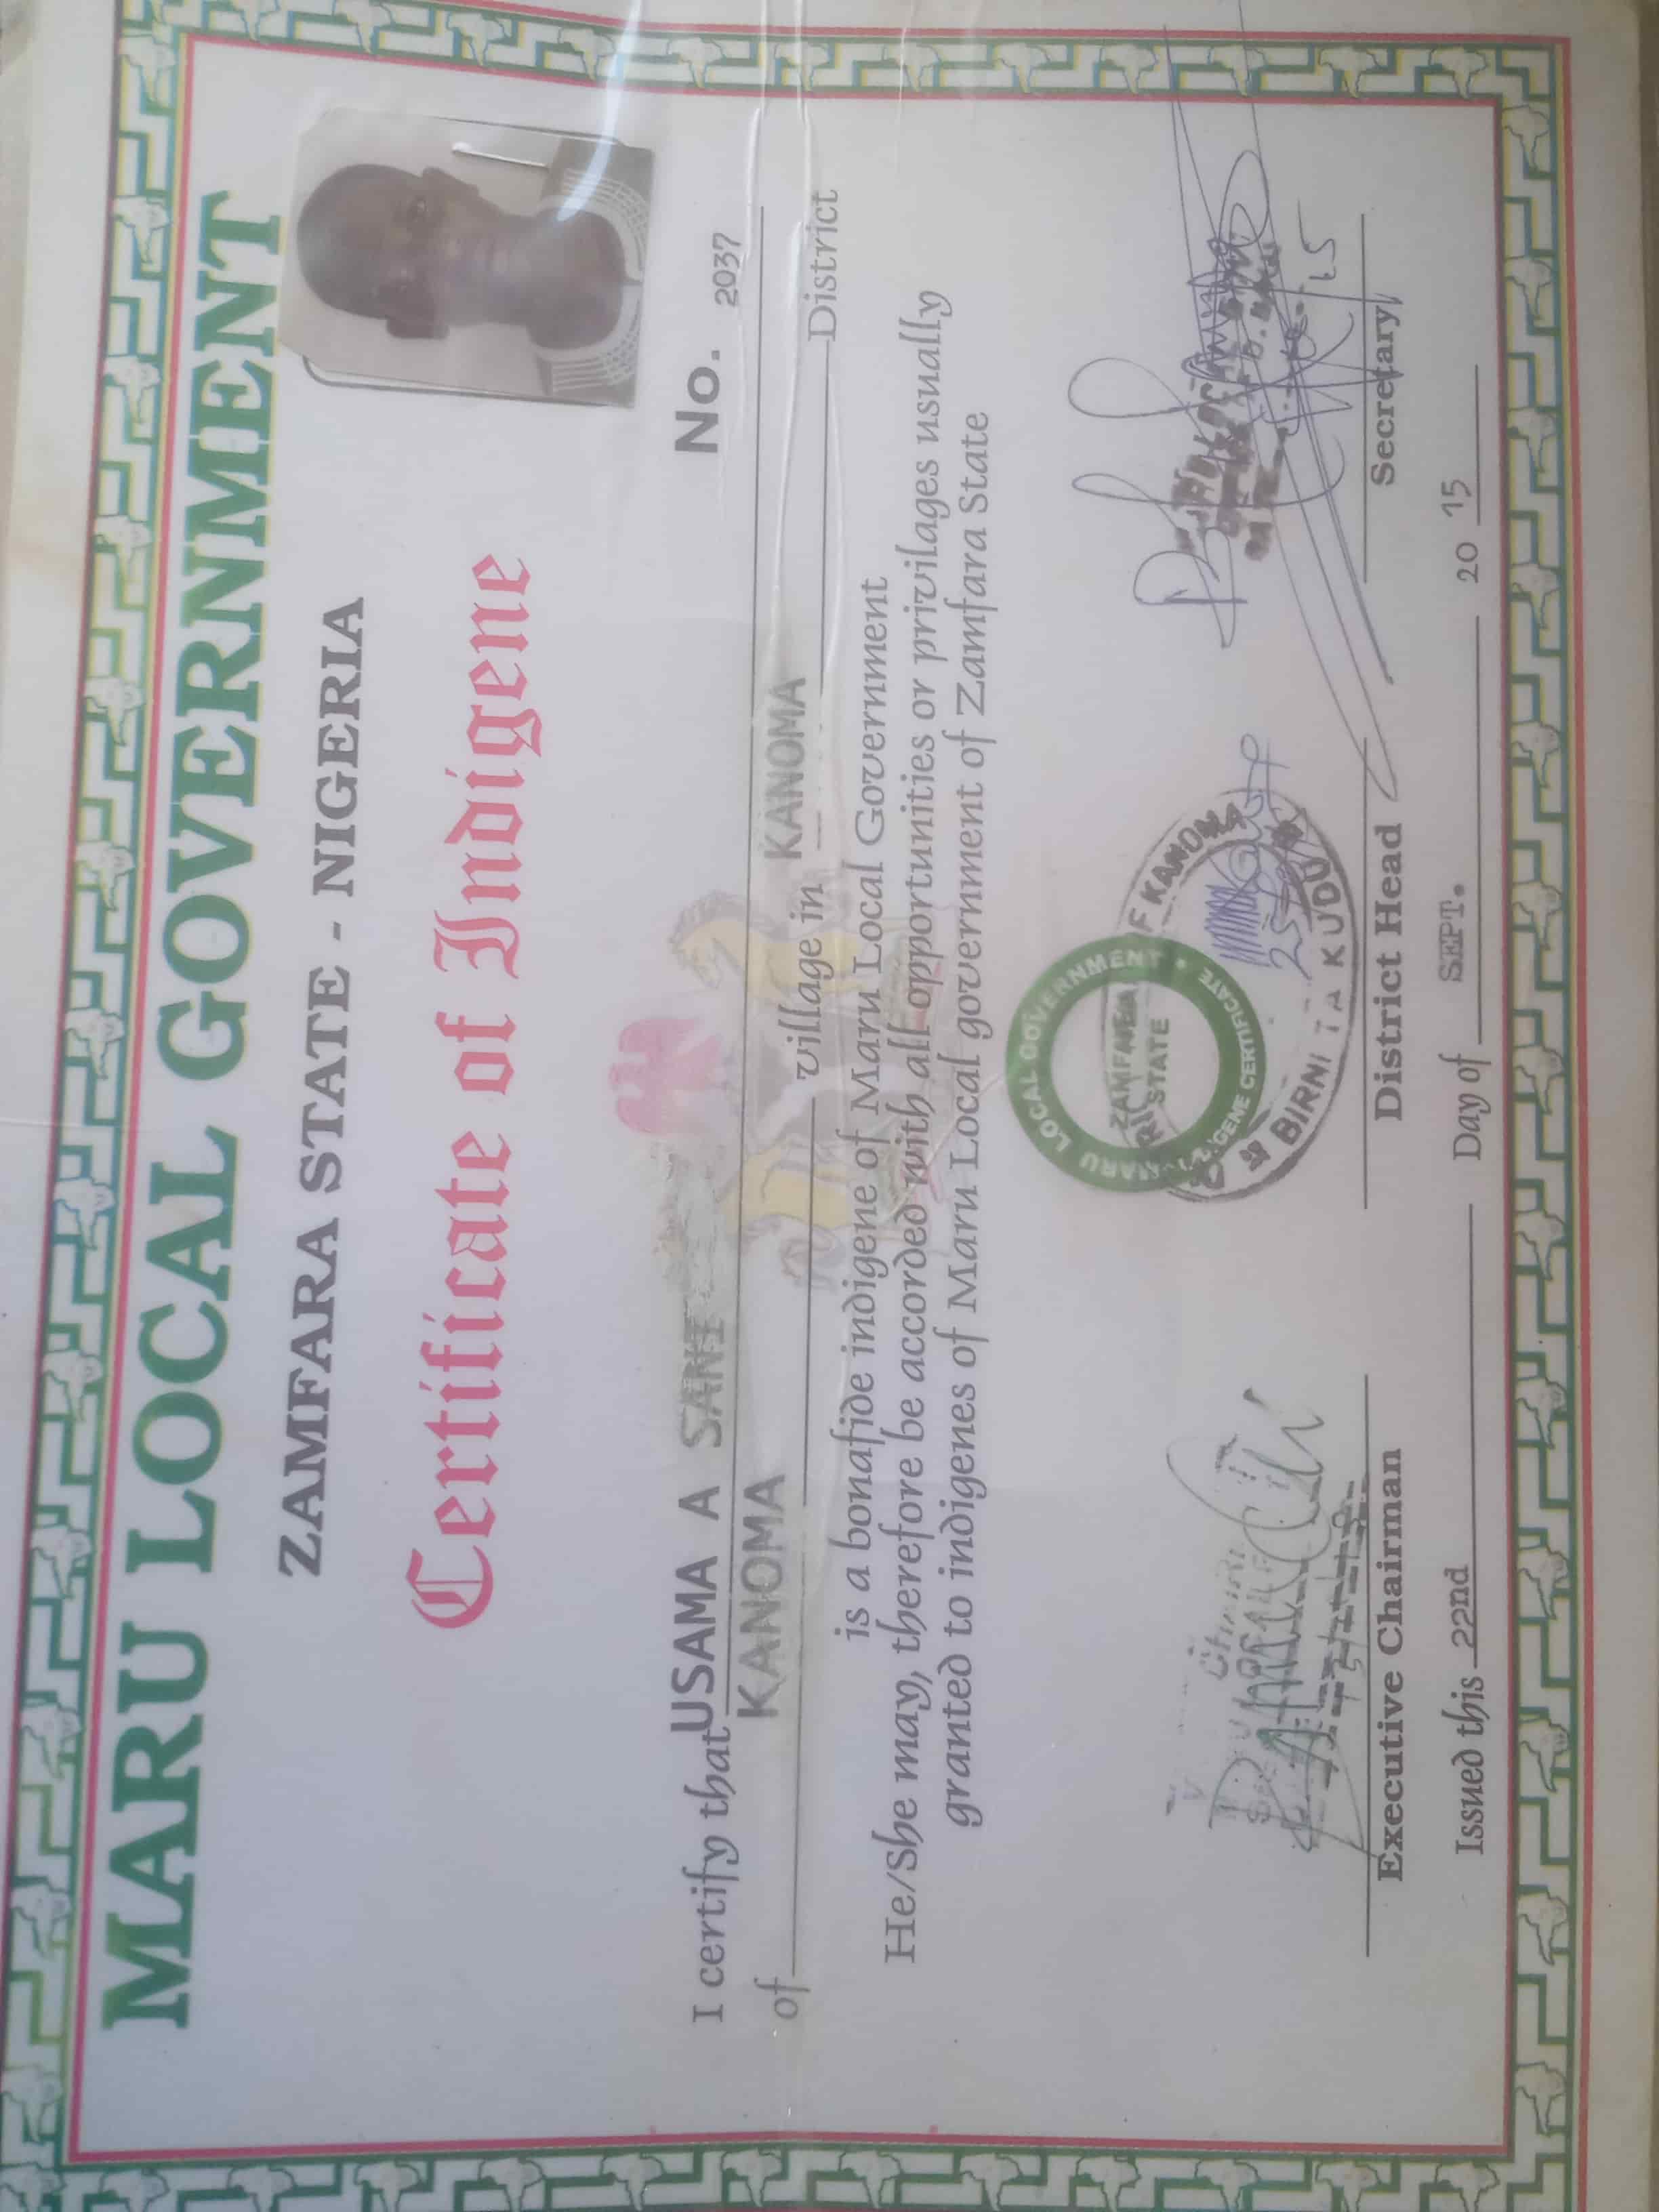 MARU LOCAL GOVERNMENT
ZAMFARA STATE - NIGERIA
Certificate of Indigene
No. 2037
I certify that USAMA A SANI
of KANOMA village in KANOMA District
is a bonafide indigene of Maru Local Government
He/She may, therefore be accorded with all opportunities or privilages usually
granted to indigenes of Maru Local government of Zamfara State
MARU LOCAL GOVERNMENT
ZAMFARA
STATE
INDIGENE CERTIFICATE
OF KANOMA
BIRNI TA KUDU
15
Executive Chairman District Head Secretary
Issued this 22nd Day of SEPT. 20 15